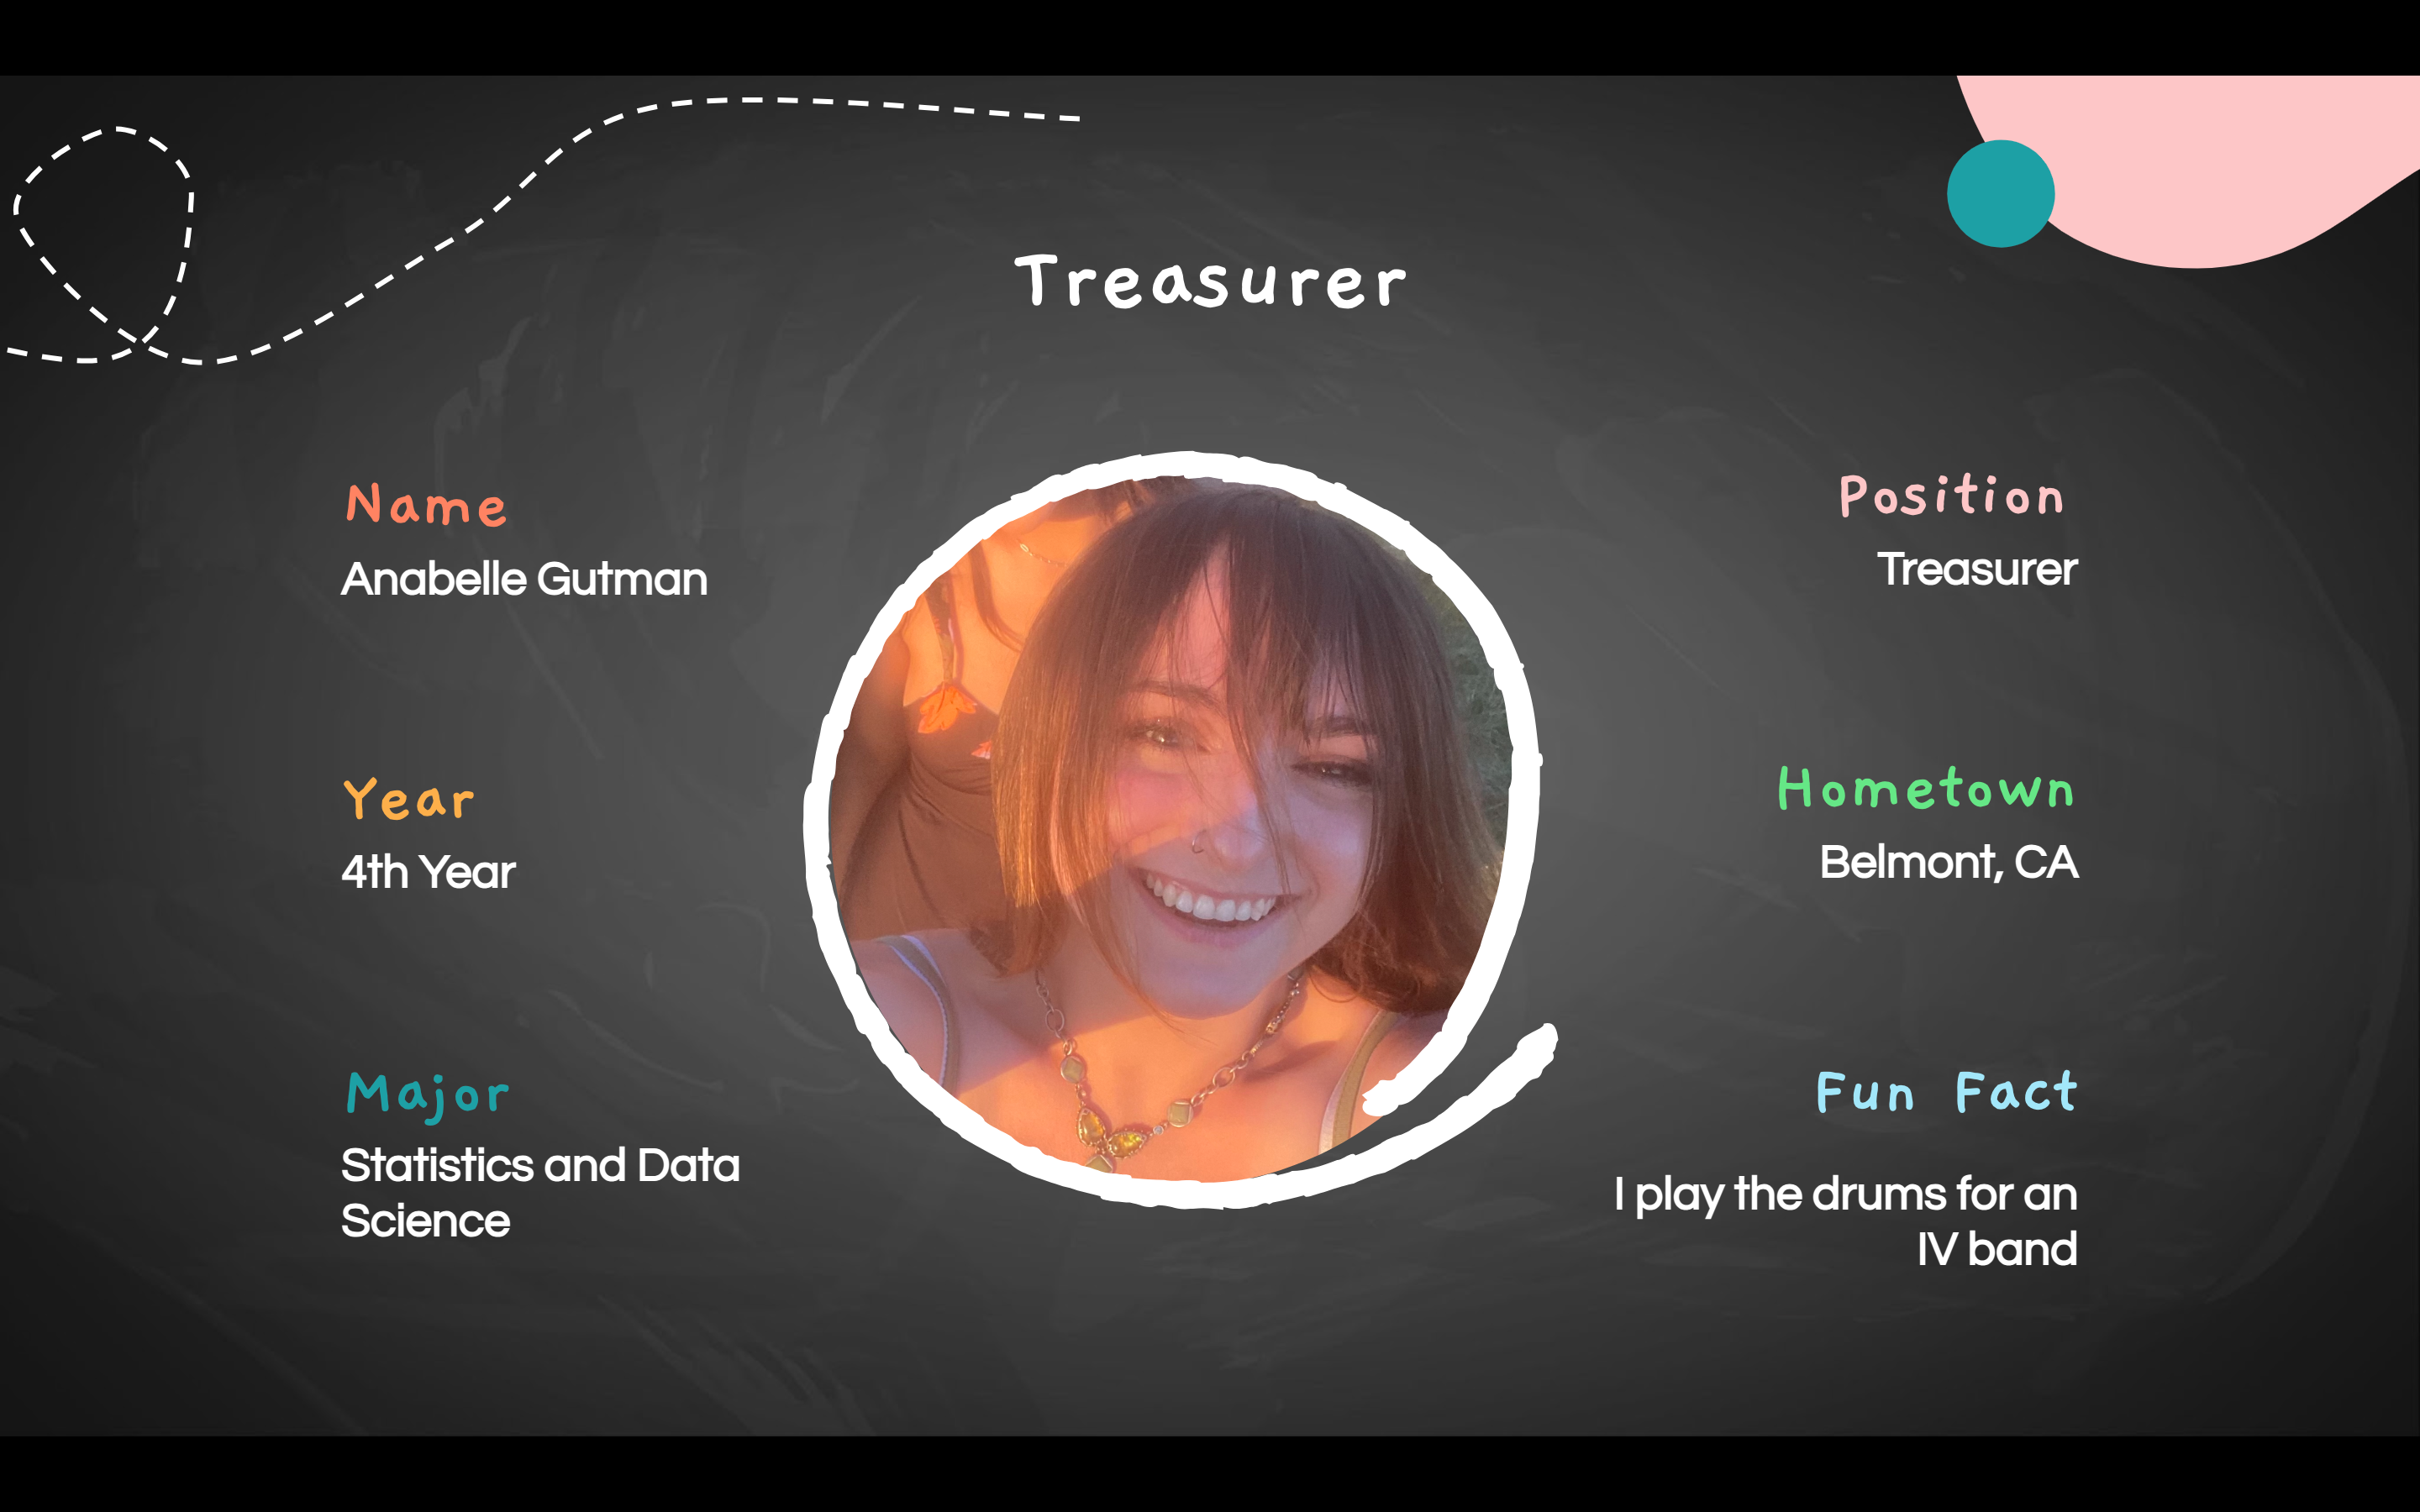 Treasurer
Name
Anabelle Gutman
Year
4th Year
Major
Statistics and Data
Science
Position
Treasurer
Hometown
Belmont, CA
Fun Fact
I play the drums for an
IV band